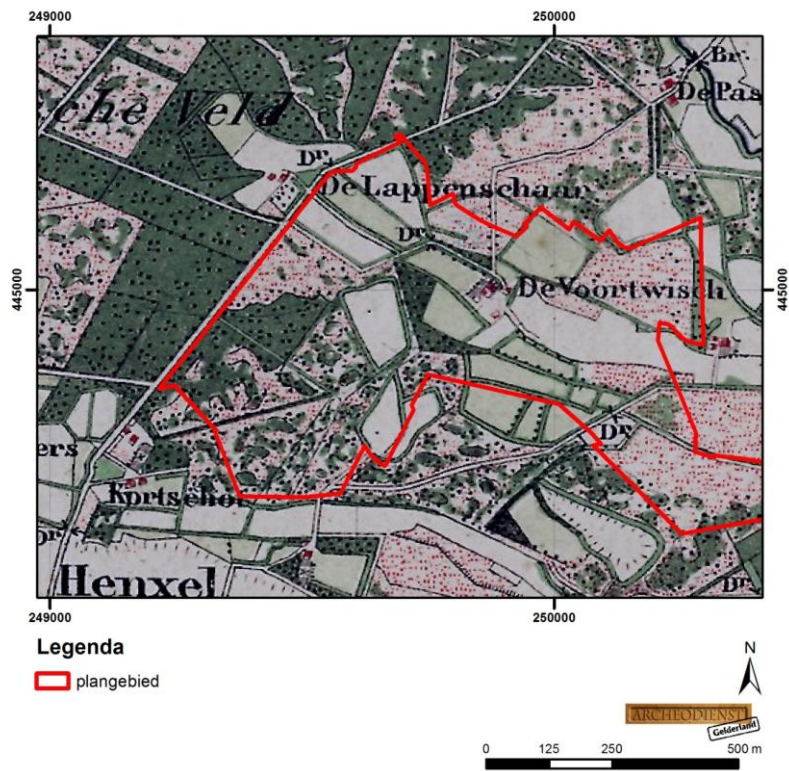 249000 250000
che Veld
Br
De Pas
Dr.
De Lappenschaar
Dr.
445000 445000
De Voortwisch
Dr.
ers
Kortschot
Henxel
Dr.
249000 250000
Legenda
plangebied
N
ARCHEODIENST
Gelderland
0 125 250 500 m